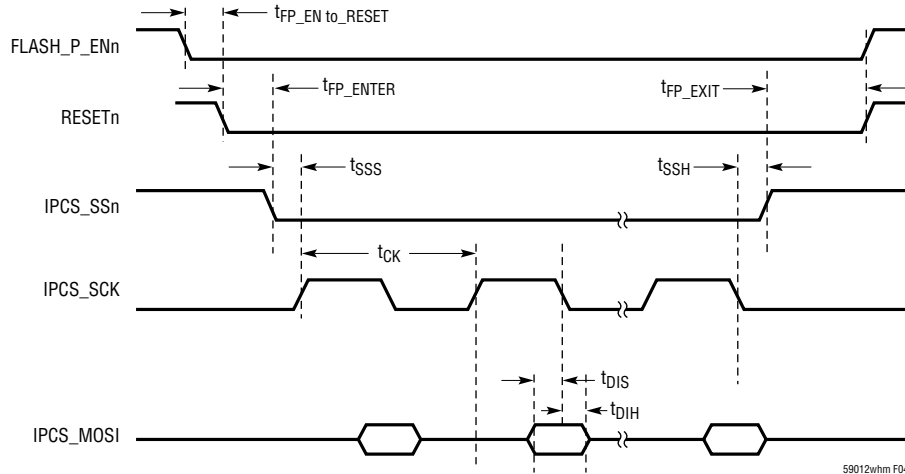 tFP_EN to_RESET
FLASH_P_ENn
tFP_ENTER
tFP_EXIT
RESETn
tSSS
tSSH
IPCS_SSn
tCK
IPCS_SCK
tDIS
tDIH
IPCS_MOSI
59012whm F04